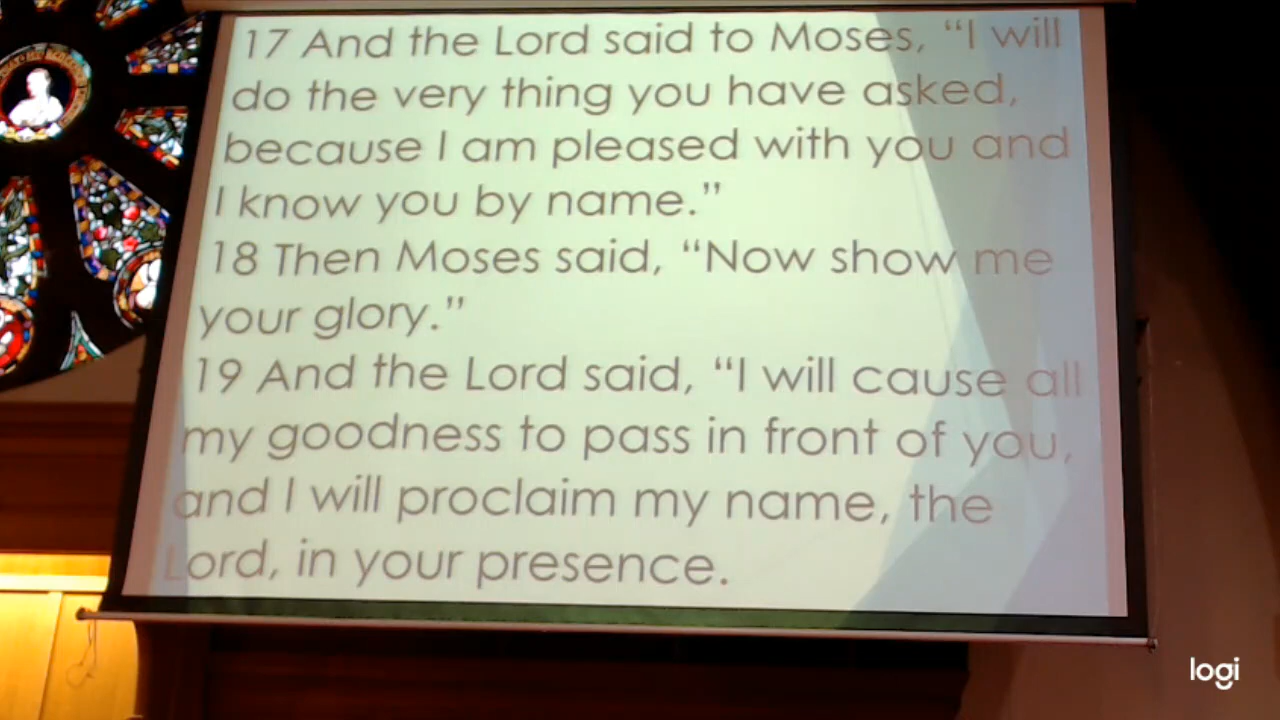 17 And the Lord said to Moses, “I will
do the very thing you have asked,
because I am pleased with you and
I know you by name.”
18 Then Moses said, “Now show me
your glory.”
19 And the Lord said, “I will cause all
my goodness to pass in front of you,
and I will proclaim my name, the
Lord, in your presence.
logi